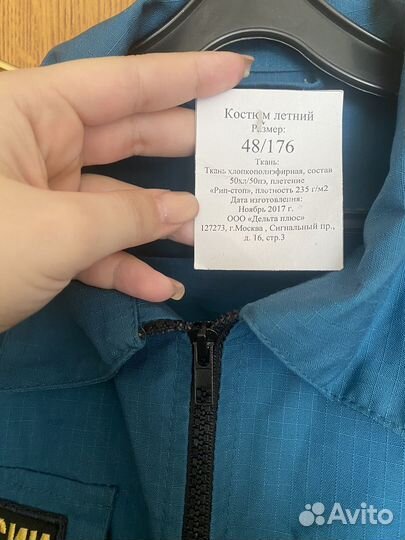 Костюм летний
Размер:
48/176
Ткань:
Ткань хлопкополиэфирная, состав
50хл/50пэ, плетение
«Рип-стоп», плотность 235 г/м2
Дата изготовления:
Ноябрь 2017 г.
ООО «Дельта плюс»
127273, г.Москва , Сигнальный пр.,
д. 16, стр.3
Avito